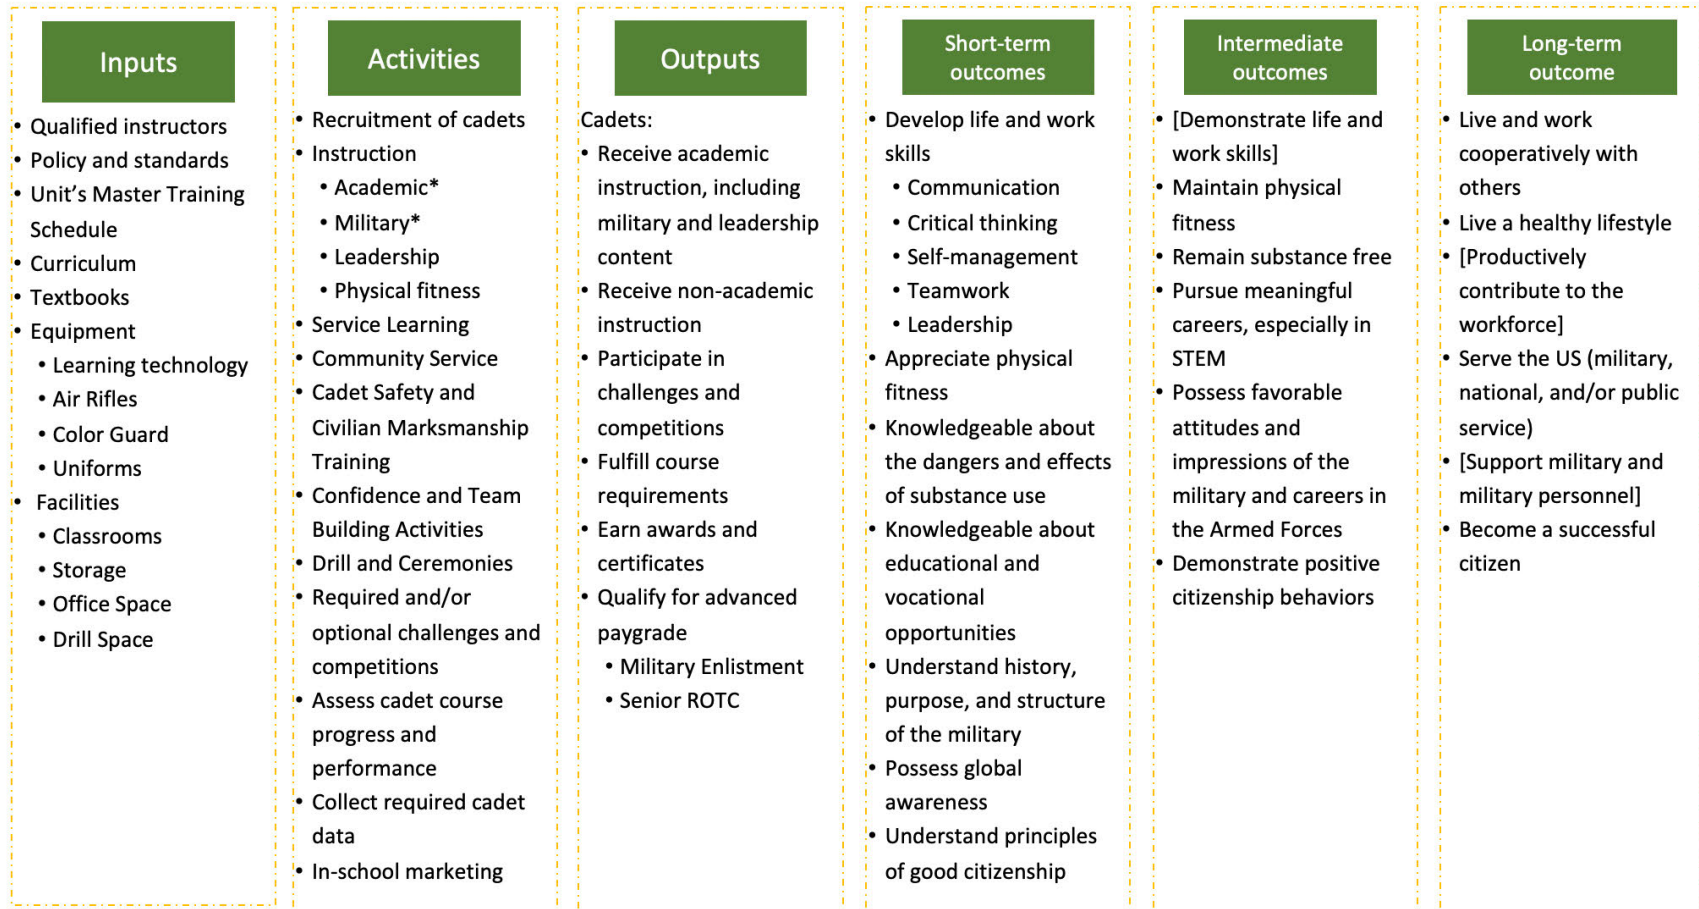 Inputs
• Qualified instructors
• Policy and standards
• Unit's Master Training
Schedule
• Curriculum
• Textbooks
• Equipment
• Learning technology
• Air Rifles
• Color Guard
• Uniforms
• Facilities
• Classrooms
• Storage
• Office Space
• Drill Space
Activities
• Recruitment of cadets
• Instruction
• Academic*
• Military*
• Leadership
• Physical fitness
• Service Learning
• Community Service
• Cadet Safety and
Civilian Marksmanship
Training
• Confidence and Team
Building Activities
• Drill and Ceremonies
• Required and/or
optional challenges and
competitions
• Assess cadet course
progress and
performance
• Collect required cadet
data
• In-school marketing
Outputs
Cadets:
• Receive academic
instruction, including
military and leadership
content
• Receive non-academic
instruction
• Participate in
challenges and
competitions
• Fulfill course
requirements
• Earn awards and
certificates
• Qualify for advanced
paygrade
• Military Enlistment
• Senior ROTC
Short-term
outcomes
• Develop life and work
skills
• Communication
• Critical thinking
• Self-management
• Teamwork
• Leadership
• Appreciate physical
fitness
• Knowledgeable about
the dangers and effects
of substance use
• Knowledgeable about
educational and
vocational
opportunities
• Understand history,
purpose, and structure
of the military
• Possess global
awareness
• Understand principles
of good citizenship
Intermediate
outcomes
• [Demonstrate life and
work skills]
• Maintain physical
fitness
• Remain substance free
• Pursue meaningful
careers, especially in
STEM
• Possess favorable
attitudes and
impressions of the
military and careers in
the Armed Forces
• Demonstrate positive
citizenship behaviors
Long-term
outcome
• Live and work
cooperatively with
others
• Live a healthy lifestyle
• [Productively
contribute to the
workforce]
• Serve the US (military,
national, and/or public
service)
• [Support military and
military personnel]
• Become a successful
citizen